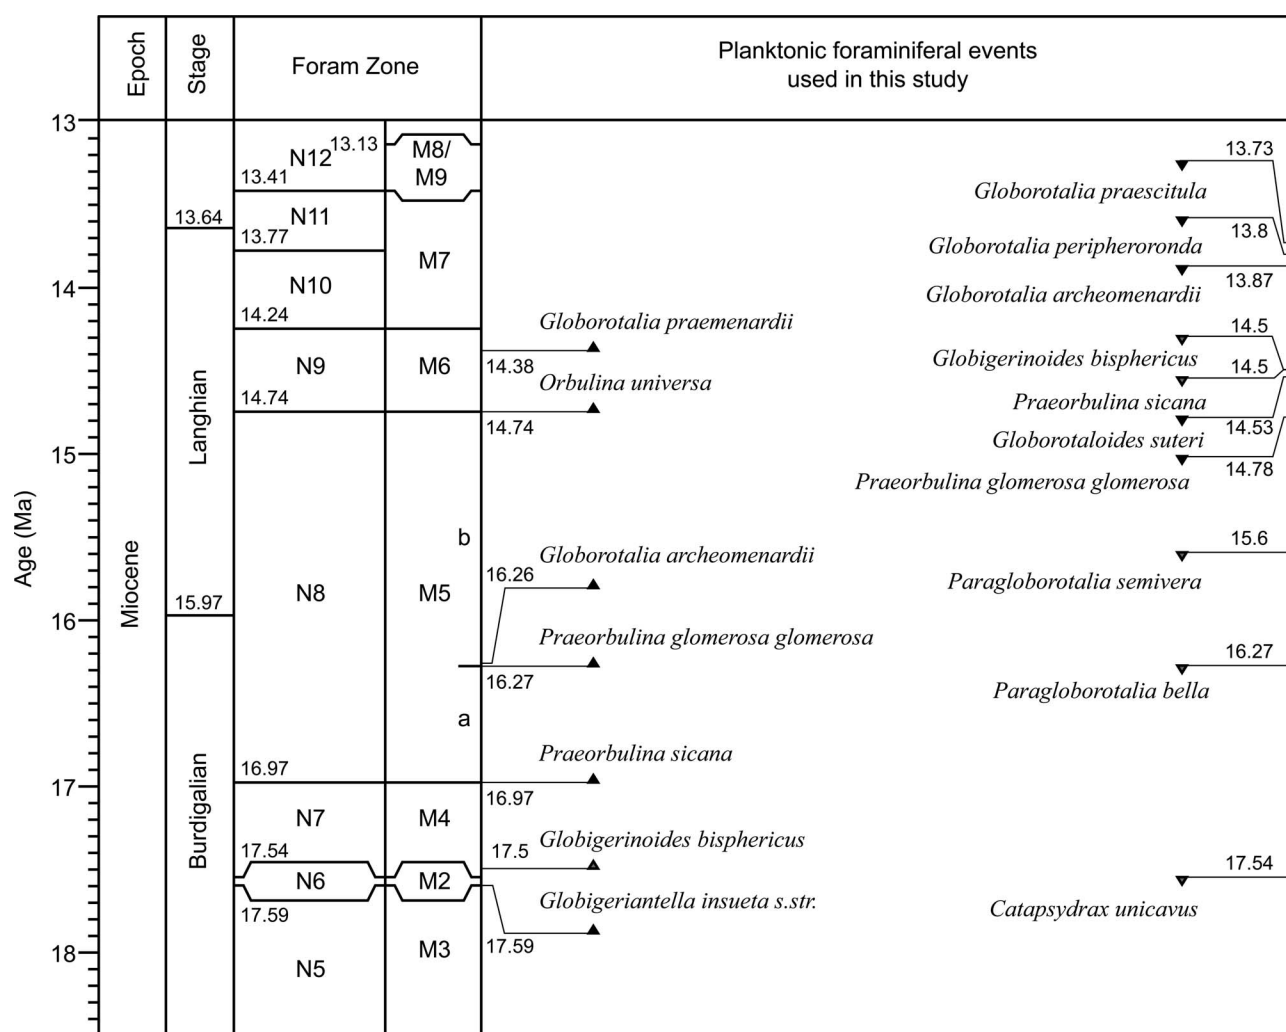 Epoch
Stage
Foram Zone
Planktonic foraminiferal events
used in this study
Age (Ma)
13
14
15
16
17
18
Miocene
13.64
Langhian
15.97
Burdigalian
N12
13.13
13.41
N11
13.77
N10
14.24
N9
14.74
N8
16.97
N7
17.54
N6
17.59
N5
M8/
M9
M7
M6
b
M5
a
M4
M2
M3
Globorotalia praemenardii
14.38
Orbulina universa
14.74
Globorotalia archeomenardii
16.26
Praeorbulina glomerosa glomerosa
16.27
Praeorbulina sicana
16.97
Globigerinoides bisphericus
17.5
Globigeriantella insueta s.str.
17.59
13.73
Globorotalia praescitula
13.8
Globorotalia peripheroronda
13.87
Globorotalia archeomenardii
14.5
Globigerinoides bisphericus
14.5
Praeorbulina sicana
14.53
Globorotaloides suteri
14.78
Praeorbulina glomerosa glomerosa
15.6
Paragloborotalia semivera
16.27
Paragloborotalia bella
17.54
Catapsydrax unicavus